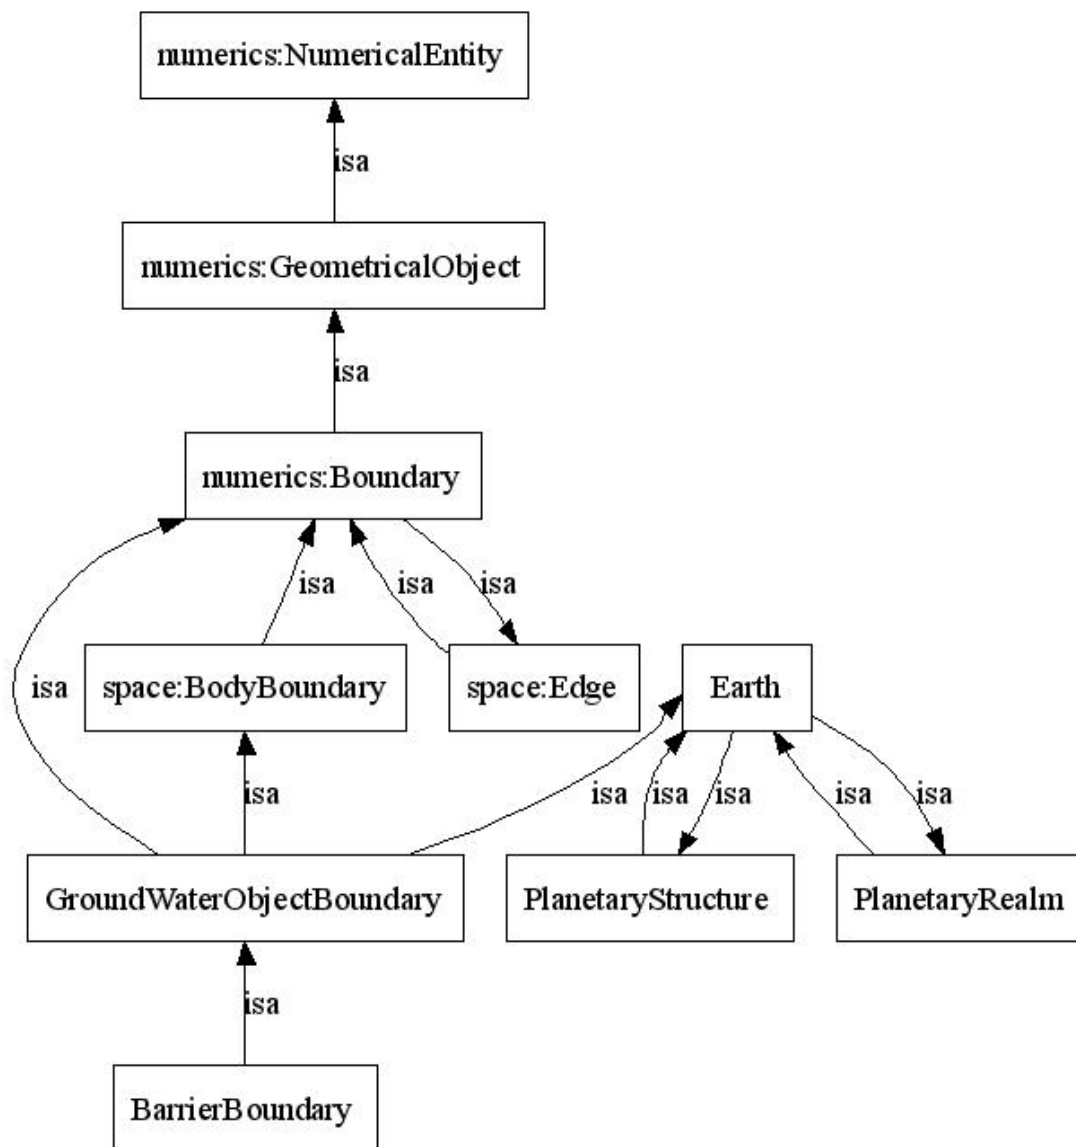 numerics:NumericalEntity
isa
numerics:GeometricalObject
isa
numerics:Boundary
isa
isa
isa
isa
space:BodyBoundary
space:Edge
Earth
isa
isa
isa
isa
isa
isa
GroundWaterObjectBoundary
PlanetaryStructure
PlanetaryRealm
isa
BarrierBoundary